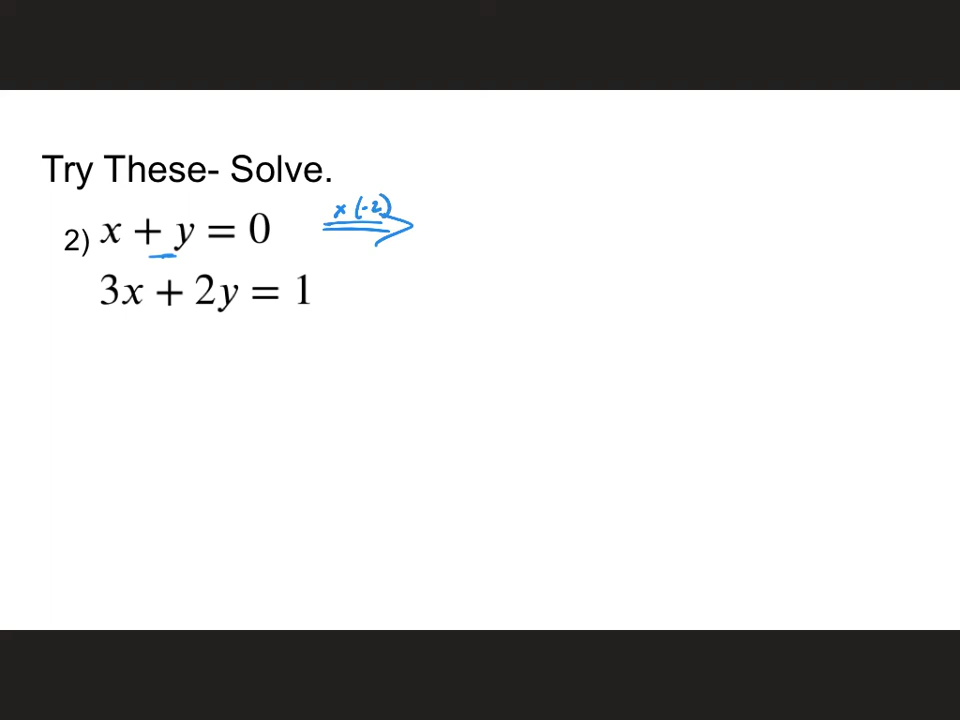 Try These- Solve.
x (-2)
2) x + y = 0
3x + 2y = 1